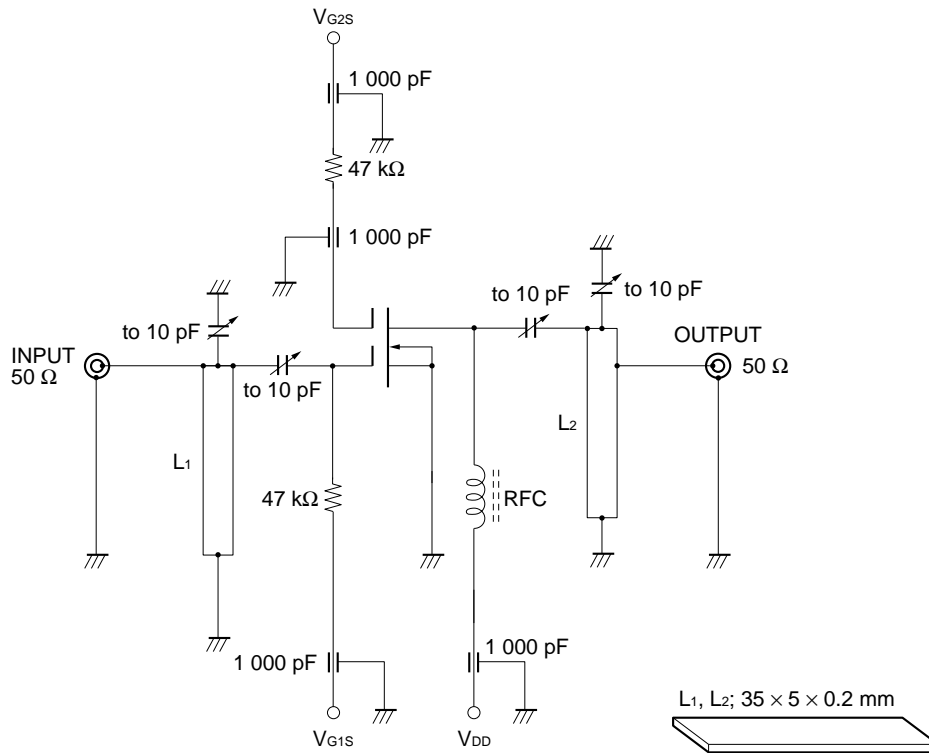 VG2S
1 000 pF
47 kΩ
1 000 pF
to 10 pF
to 10 pF
to 10 pF
INPUT
50 Ω
to 10 pF
OUTPUT
50 Ω
L1
L2
47 kΩ
RFC
1 000 pF
1 000 pF
VG1S
VDD
L1, L2; 35 × 5 × 0.2 mm